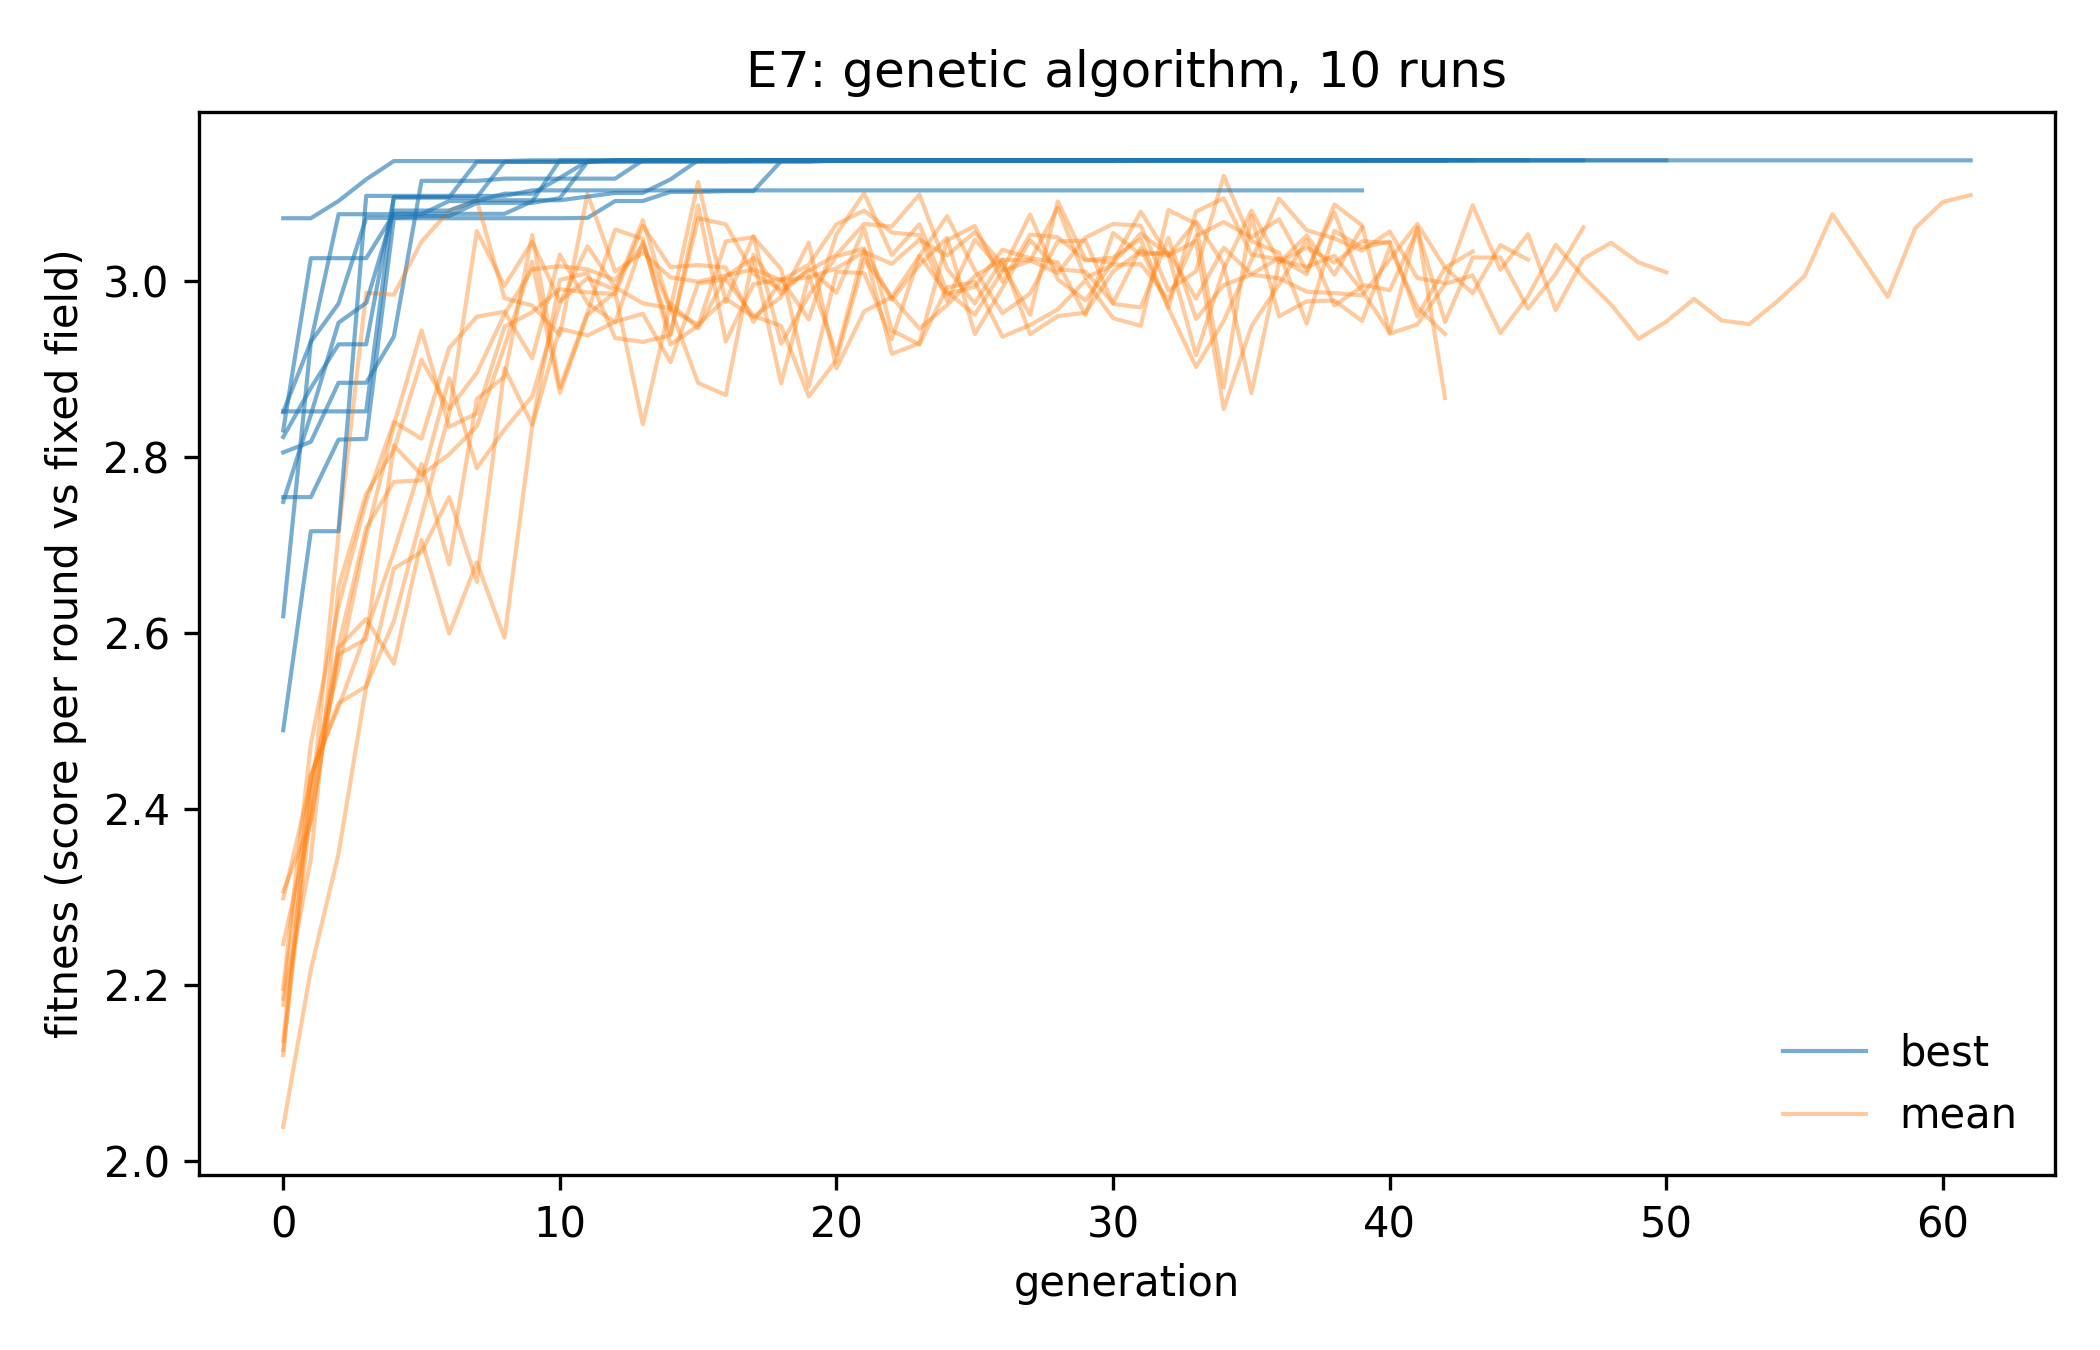 E7: genetic algorithm, 10 runs
fitness (score per round vs fixed field)
3.0
2.8
2.6
2.4
2.2
2.0
best
mean
0 10 20 30 40 50 60
generation